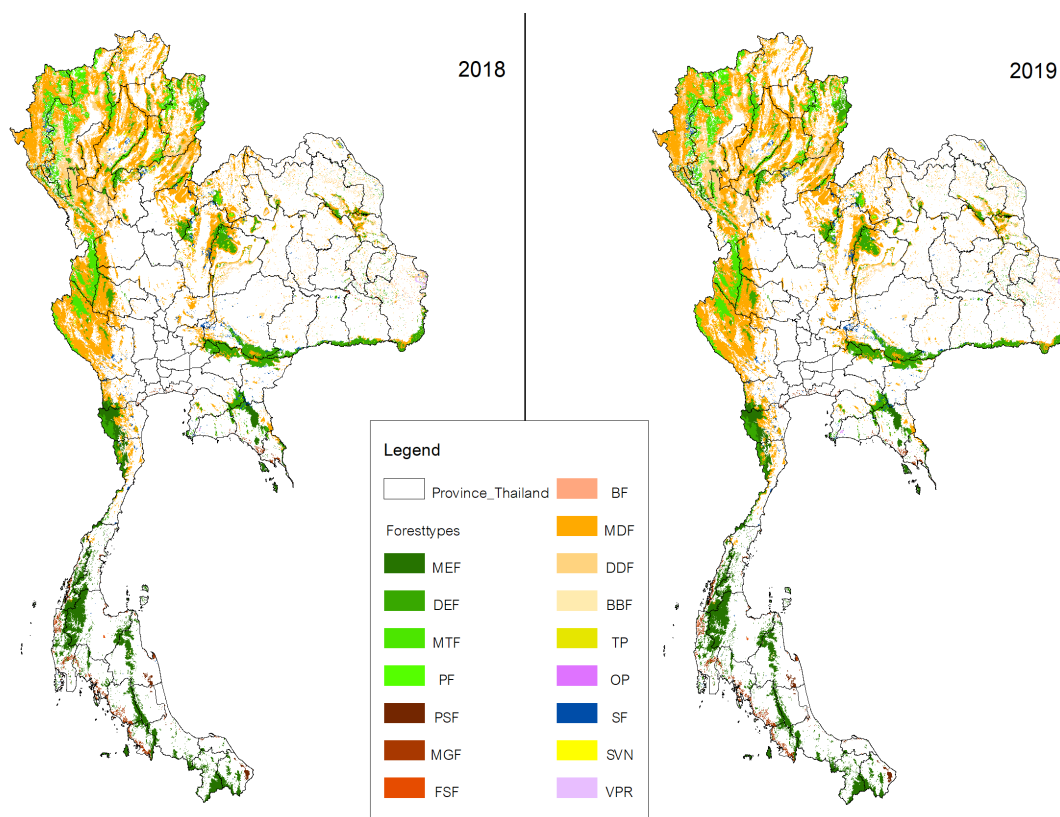 2018
2019
Legend
Province_Thailand
Foresttypes
MEF
DEF
MTF
PF
PSF
MGF
FSF
BF
MDF
DDF
BBF
TP
OP
SF
SVN
VPR